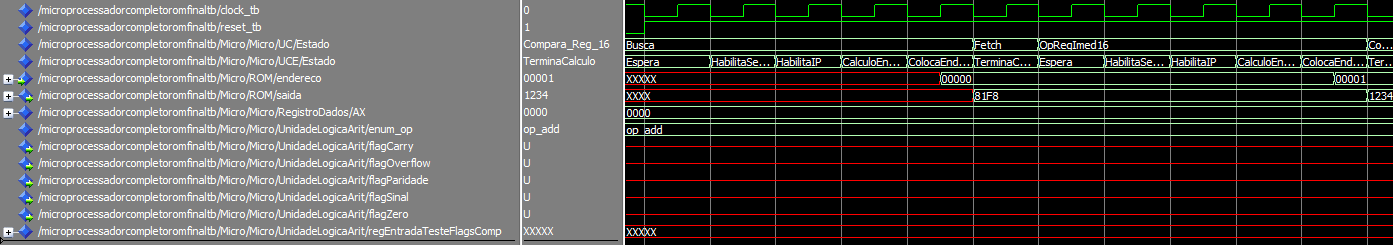 /microprocessadorcompletoromfinaltb/clock_tb 0
/microprocessadorcompletoromfinaltb/reset_tb 1
/microprocessadorcompletoromfinaltb/Micro/Micro/UC/Estado Compara_Reg_16 Busca Fetch OpRegImed16 Co...
/microprocessadorcompletoromfinaltb/Micro/Micro/UCE/Estado TerminaCalculo Espera HabilitaSe... HabilitaIP CalculoEn... ColocaEnd... TerminaC... Espera HabilitaSe... HabilitaIP CalculoEn... ColocaEnd... Ter...
/microprocessadorcompletoromfinaltb/Micro/ROM/endereco 00001 XXXXX 00000 00001
/microprocessadorcompletoromfinaltb/Micro/ROM/saida 1234 XXXX 81F8 1234
/microprocessadorcompletoromfinaltb/Micro/Micro/RegistroDados/AX 0000 0000
/microprocessadorcompletoromfinaltb/Micro/Micro/UnidadeLogicaArit/enum_op op_add op_add
/microprocessadorcompletoromfinaltb/Micro/Micro/UnidadeLogicaArit/flagCarry U
/microprocessadorcompletoromfinaltb/Micro/Micro/UnidadeLogicaArit/flagOverflow U
/microprocessadorcompletoromfinaltb/Micro/Micro/UnidadeLogicaArit/flagParidade U
/microprocessadorcompletoromfinaltb/Micro/Micro/UnidadeLogicaArit/flagSinal U
/microprocessadorcompletoromfinaltb/Micro/Micro/UnidadeLogicaArit/flagZero U
/microprocessadorcompletoromfinaltb/Micro/Micro/UnidadeLogicaArit/regEntradaTesteFlagsComp XXXXX XXXXX